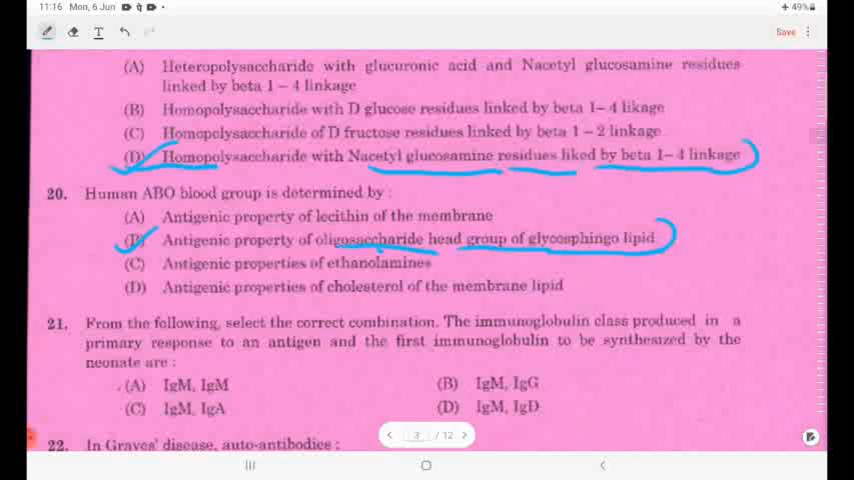 11:16 Mon, 6 Jun
49%
T
Save
(A) Heteropolysaccharide with glucuronic acid and Nacetyl glucosamine residues
linked by beta 1–4 linkage
(B) Homopolysaccharide with D glucose residues linked by beta 1–4 likage
(C) Homopolysaccharide of D fructose residues linked by beta 1–2 linkage
(D) Homopolysaccharide with Nacetyl glucosamine residues liked by beta 1–4 linkage
20. Human ABO blood group is determined by :
(A) Antigenic property of lecithin of the membrane
(B) Antigenic property of oligosaccharide head group of glycosphingo lipid
(C) Antigenic properties of ethanolamines
(D) Antigenic properties of cholesterol of the membrane lipid
21. From the following, select the correct combination. The immunoglobulin class produced in a
primary response to an antigen and the first immunoglobulin to be synthesized by the
neonate are :
(A) IgM, IgM (B) IgM, IgG
(C) IgM, IgA (D) IgM, IgD
22. In Graves' disease, auto-antibodies :
3 / 12